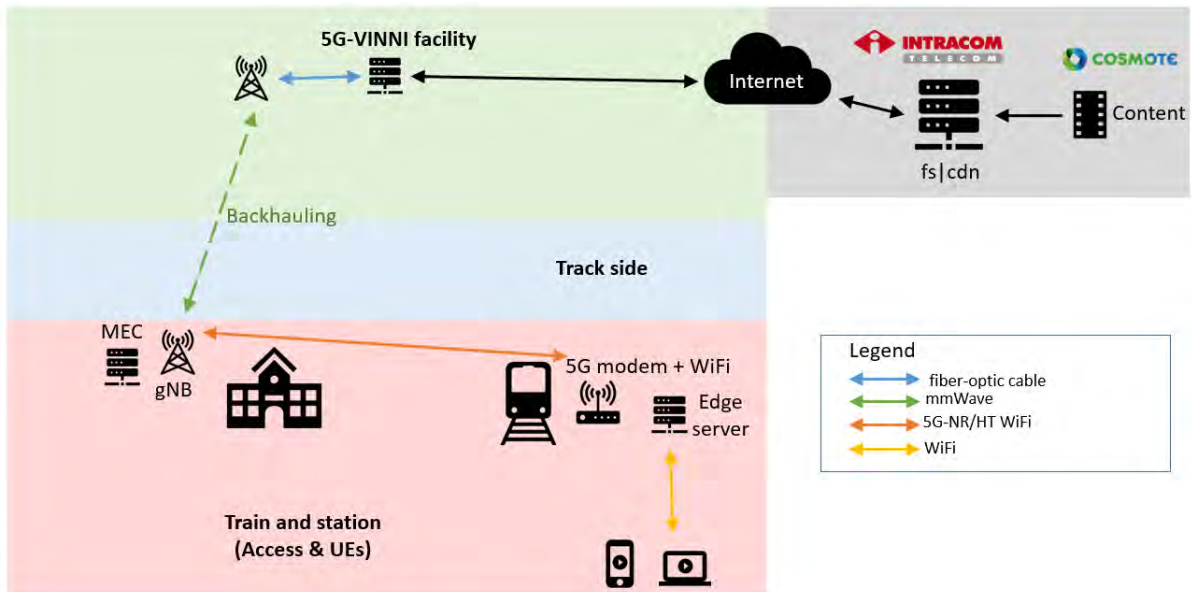 5G-VINNI facility
Internet
INTRACOM
TELECOM
COSMOTE
Content
fs|cdn
Backhauling
Track side
MEC
gNB
5G modem + WiFi
Edge
server
Train and station
(Access & UEs)
Legend
fiber-optic cable
mmWave
5G-NR/HT WiFi
WiFi